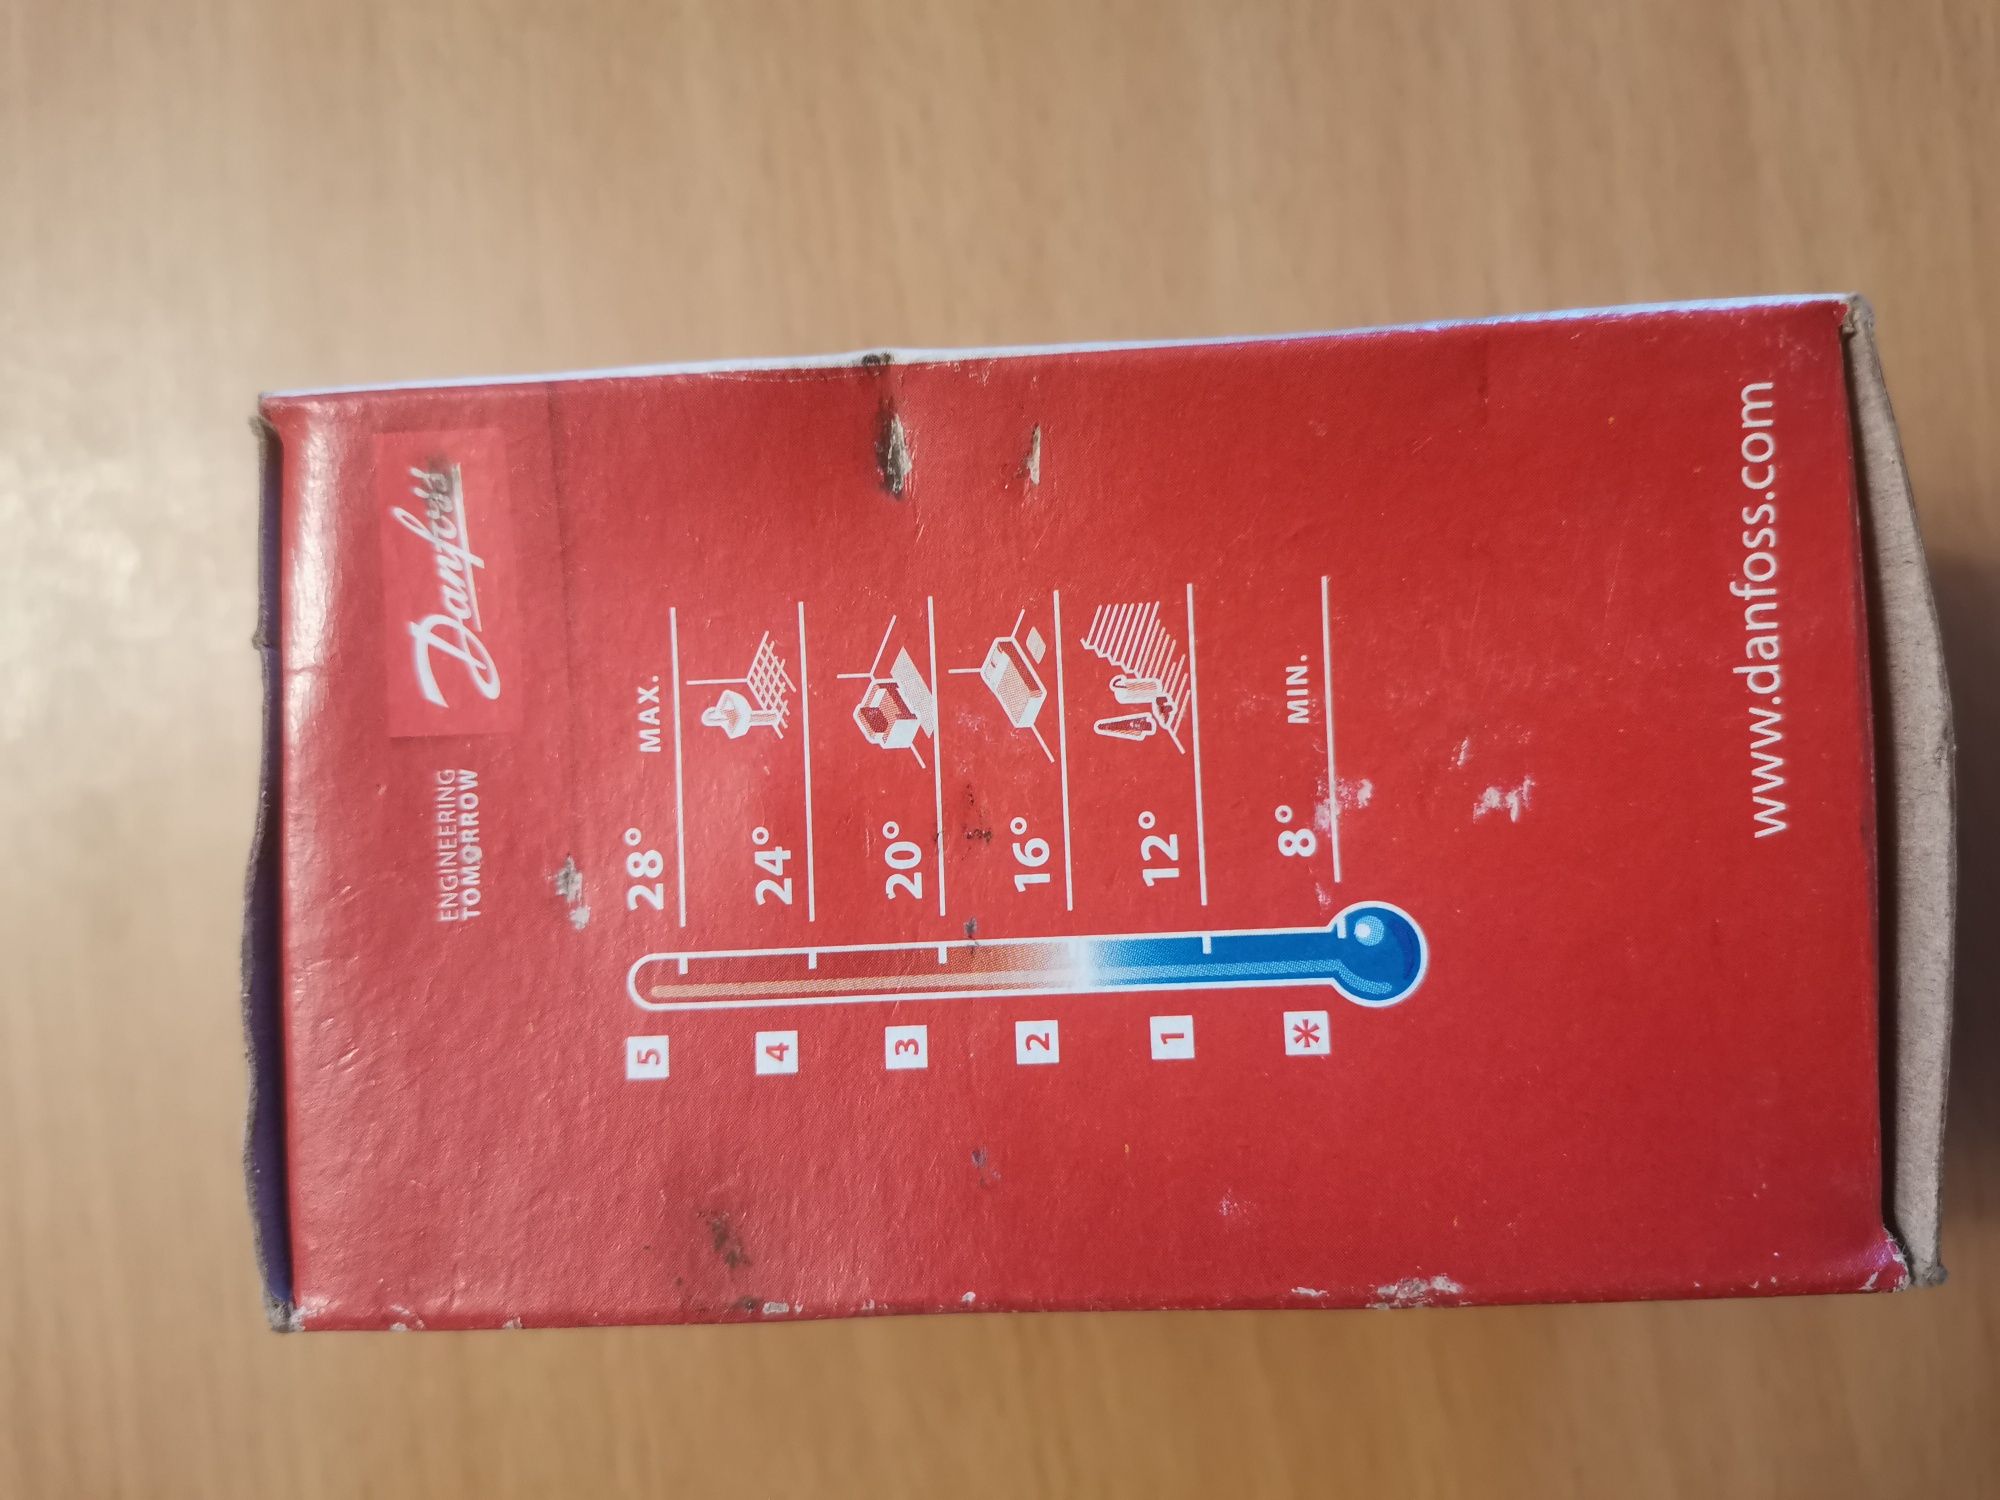 ENGINEERING
TOMORROW
Danfoss
5 28° MAX.
4 24°
3 20°
2 16°
1 12°
* 8° MIN.
www.danfoss.com